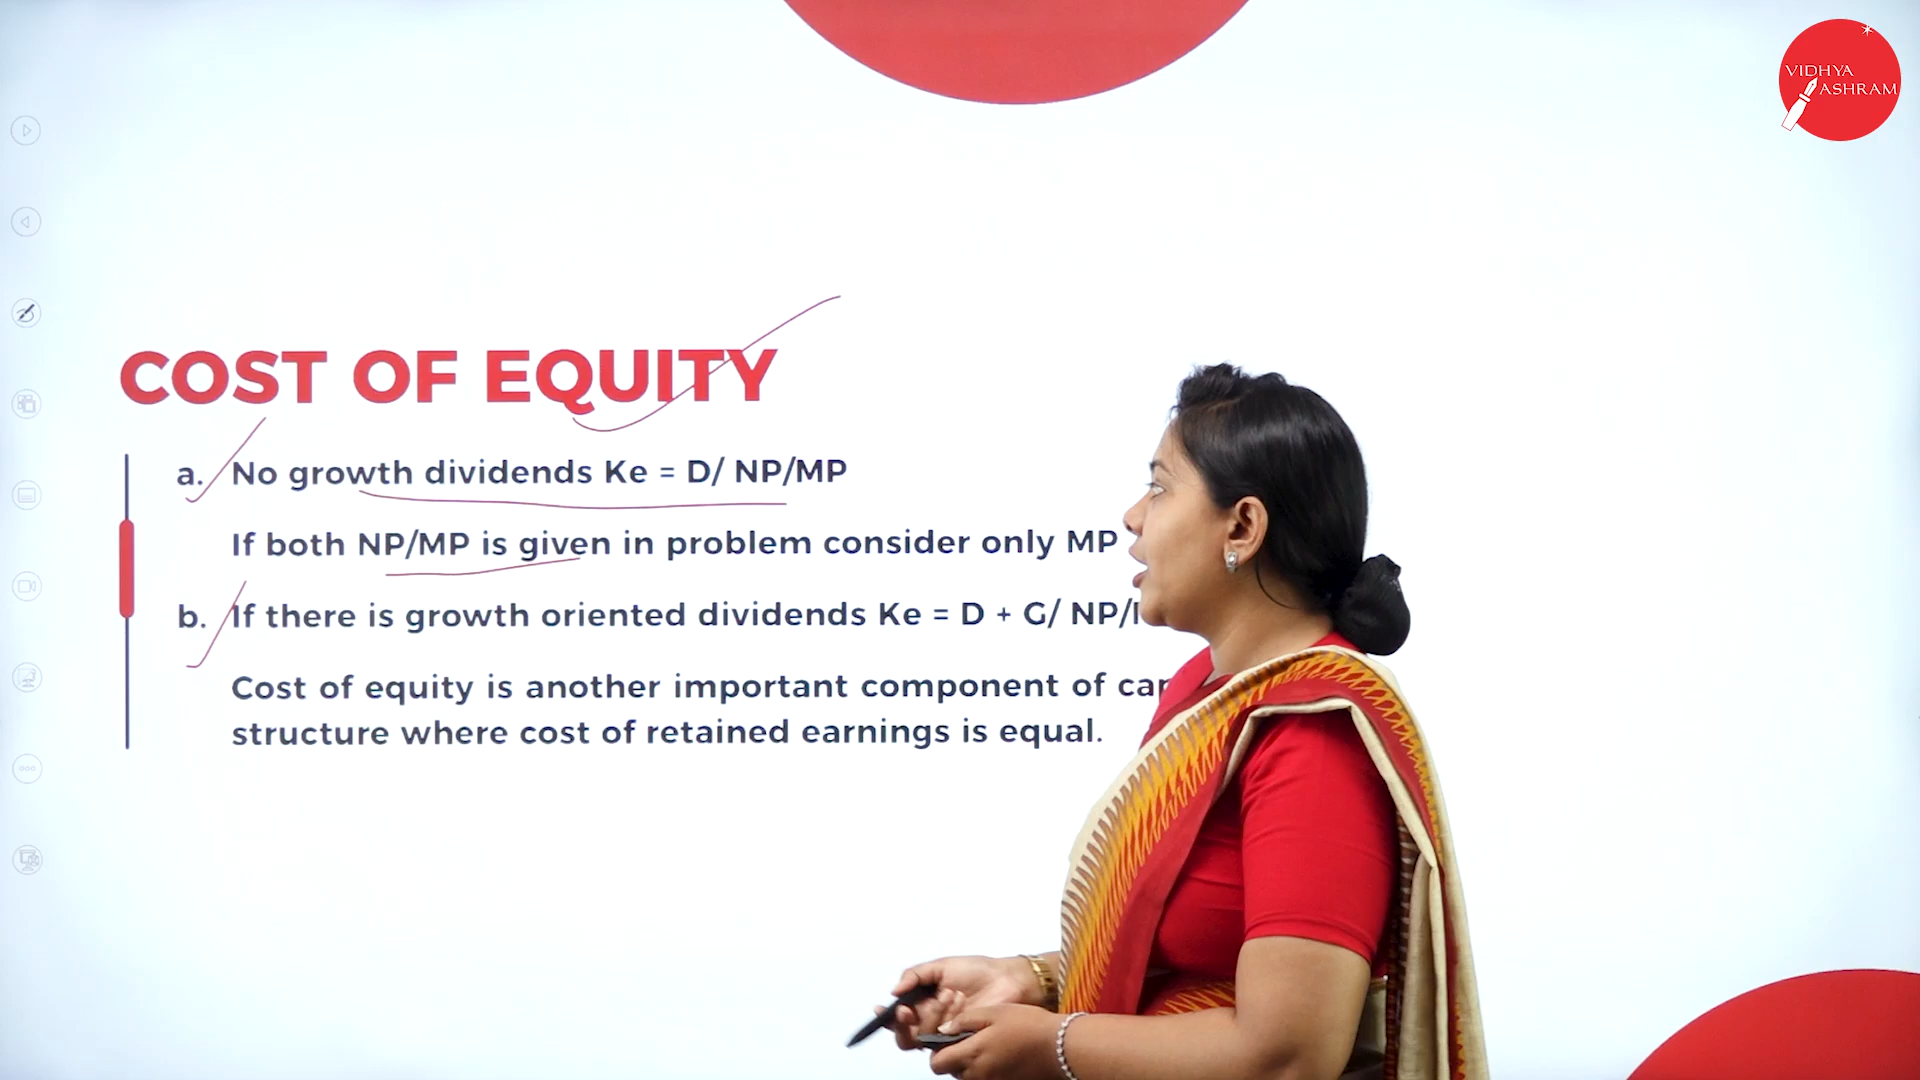 VIDHYA
ASHRAM
COST OF EQUITY
a. No growth dividends Ke = D/ NP/MP
If both NP/MP is given in problem consider only MP
b. If there is growth oriented dividends Ke = D + G/ NP/
Cost of equity is another important component of
structure where cost of retained earnings is equal.